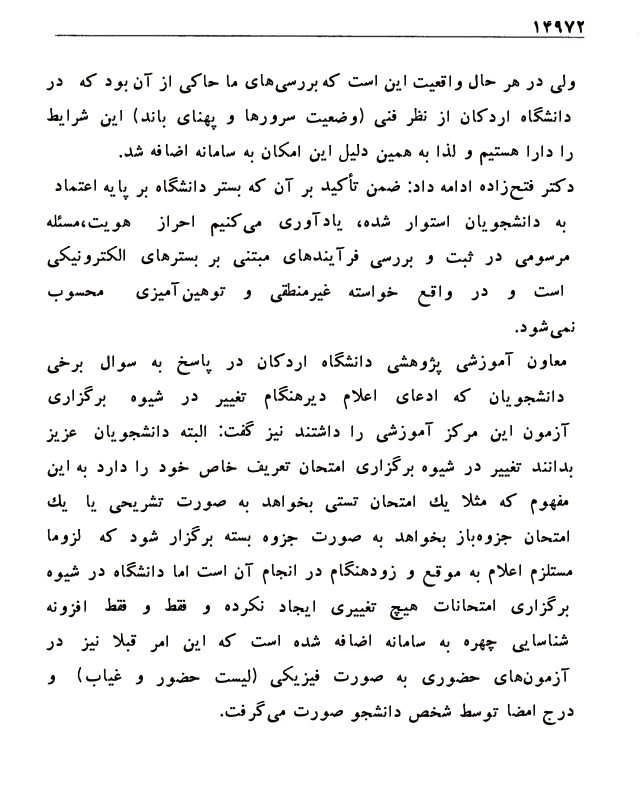 ۱۴۹۷۲
ولی در هر حال واقعیت این است که بررسی‌های ما حاکی از آن بود که در
دانشگاه اردکان از نظر فنی (وضعیت سرورها و پهنای باند) این شرایط
را دارا هستیم و لذا به همین دلیل این امکان به سامانه اضافه شد.
دکتر فتح‌زاده ادامه داد: ضمن تأکید بر آن که بستر دانشگاه بر پایه اعتماد
به دانشجویان استوار شده، یادآوری می‌کنیم احراز هویت،مسئله
مرسومی در ثبت و بررسی فرآیندهای مبتنی بر بسترهای الکترونیکی
است و در واقع خواسته غیرمنطقی و توهین‌آمیزی محسوب
نمی‌شود.
معاون آموزشی پژوهشی دانشگاه اردکان در پاسخ به سوال برخی
دانشجویان که ادعای اعلام دیرهنگام تغییر در شیوه برگزاری
آزمون این مرکز آموزشی را داشتند نیز گفت: البته دانشجویان عزیز
بدانند تغییر در شیوه برگزاری امتحان تعریف خاص خود را دارد به این
مفهوم که مثلا یك امتحان تستی بخواهد به صورت تشریحی یا یك
امتحان جزوه‌باز بخواهد به صورت جزوه بسته برگزار شود که لزوما
مستلزم اعلام به موقع و زودهنگام در انجام آن است اما دانشگاه در شیوه
برگزاری امتحانات هیچ تغییری ایجاد نکرده و فقط و فقط افزونه
شناسایی چهره به سامانه اضافه شده است که این امر قبلا نیز در
آزمون‌های حضوری به صورت فیزیکی (لیست حضور و غیاب) و
درج امضا توسط شخص دانشجو صورت می‌گرفت.